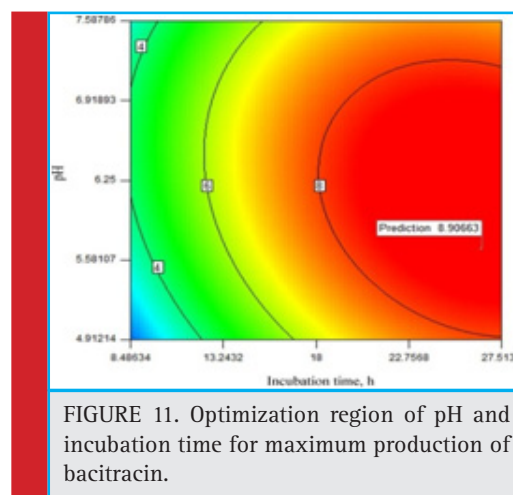 7.58786
4
6.91893
pH
6.25
6
8
Prediction 8.90663
5.58107
4
4.91214
8.48634 13.2432 18 22.7568 27.513
Incubation time, h
FIGURE 11. Optimization region of pH and
incubation time for maximum production of
bacitracin.